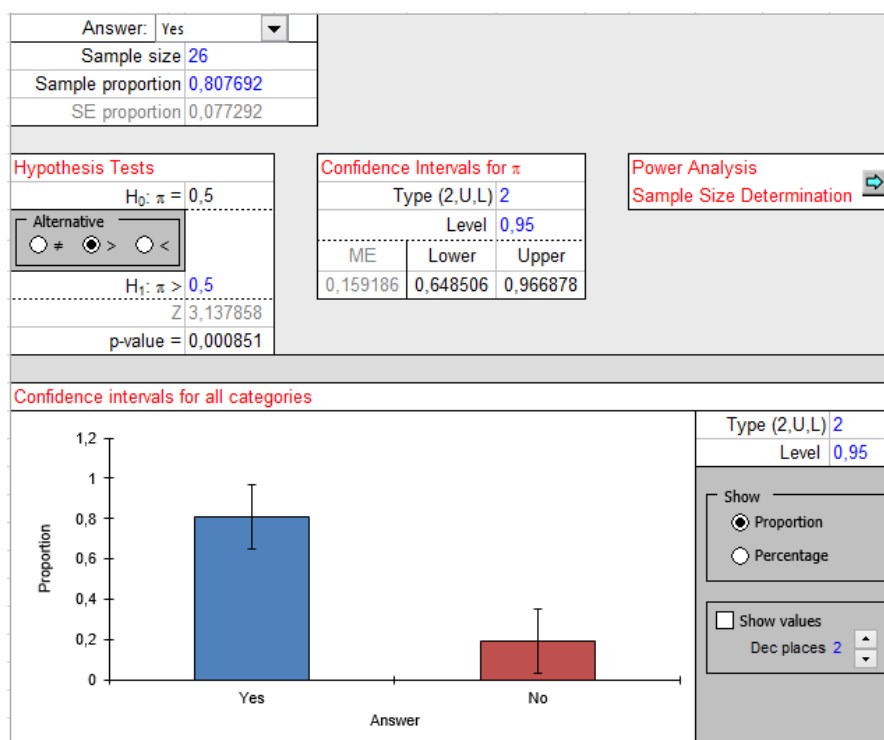 Answer: Yes
Sample size 26
Sample proportion 0,807692
SE proportion 0,077292
Hypothesis Tests
H₀: π = 0,5
Alternative
≠ > <
H₁: π > 0,5
Z 3,137858
p-value = 0,000851
Confidence Intervals for π
Type (2,U,L) 2
Level 0,95
ME Lower Upper
0,159186 0,648506 0,966878
Power Analysis
Sample Size Determination
Confidence intervals for all categories
1,2
1
0,8
0,6
0,4
0,2
0
Proportion
Yes No
Answer
Type (2,U,L) 2
Level 0,95
Show
Proportion
Percentage
Show values
Dec places 2